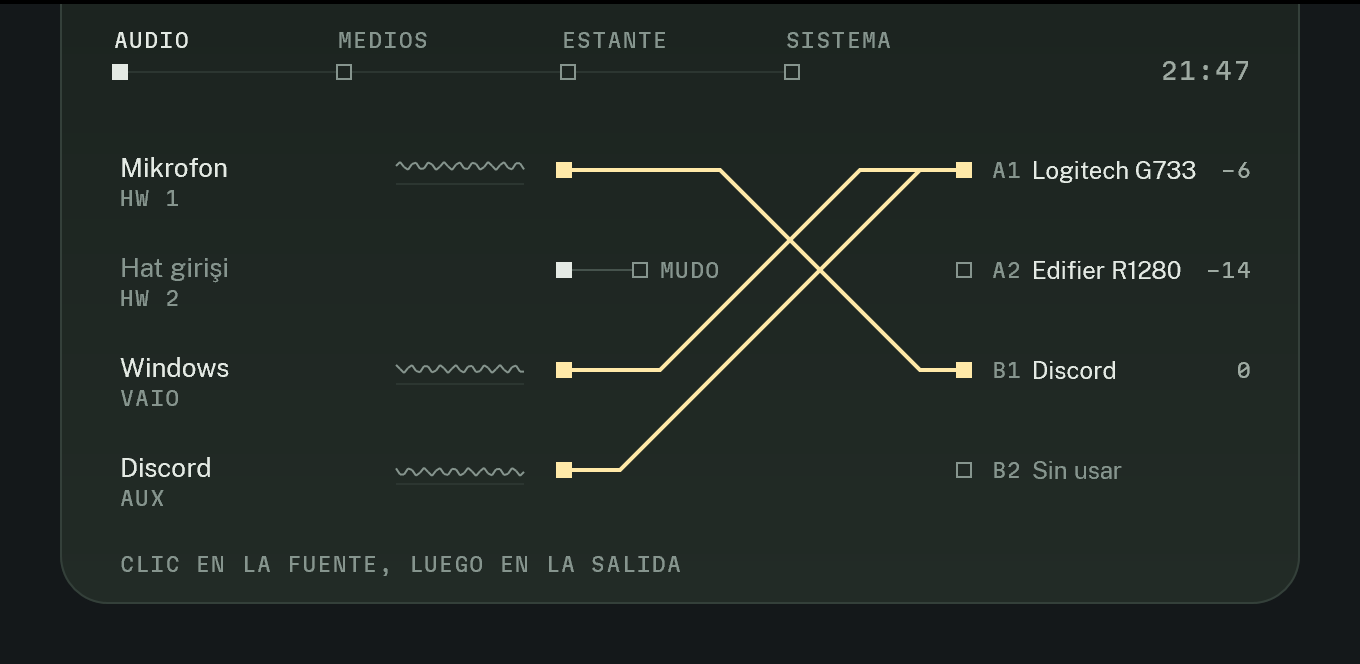 AUDIO MEDIOS ESTANTE SISTEMA
21:47
Mikrofon
HW 1
A1 Logitech G733 −6
Hat girişi
HW 2
MUDO
A2 Edifier R1280 −14
Windows
VAIO
B1 Discord 0
Discord
AUX
B2 Sin usar
CLIC EN LA FUENTE, LUEGO EN LA SALIDA